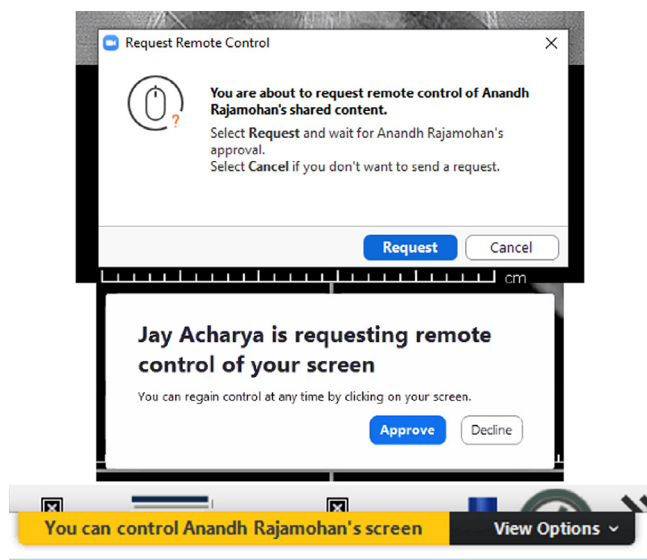 Request Remote Control
You are about to request remote control of Anandh
Rajamohan's shared content.
Select Request and wait for Anandh Rajamohan's
approval.
Select Cancel if you don't want to send a request.
Request Cancel
cm
Jay Acharya is requesting remote
control of your screen
You can regain control at any time by clicking on your screen.
Approve Decline
You can control Anandh Rajamohan's screen View Options